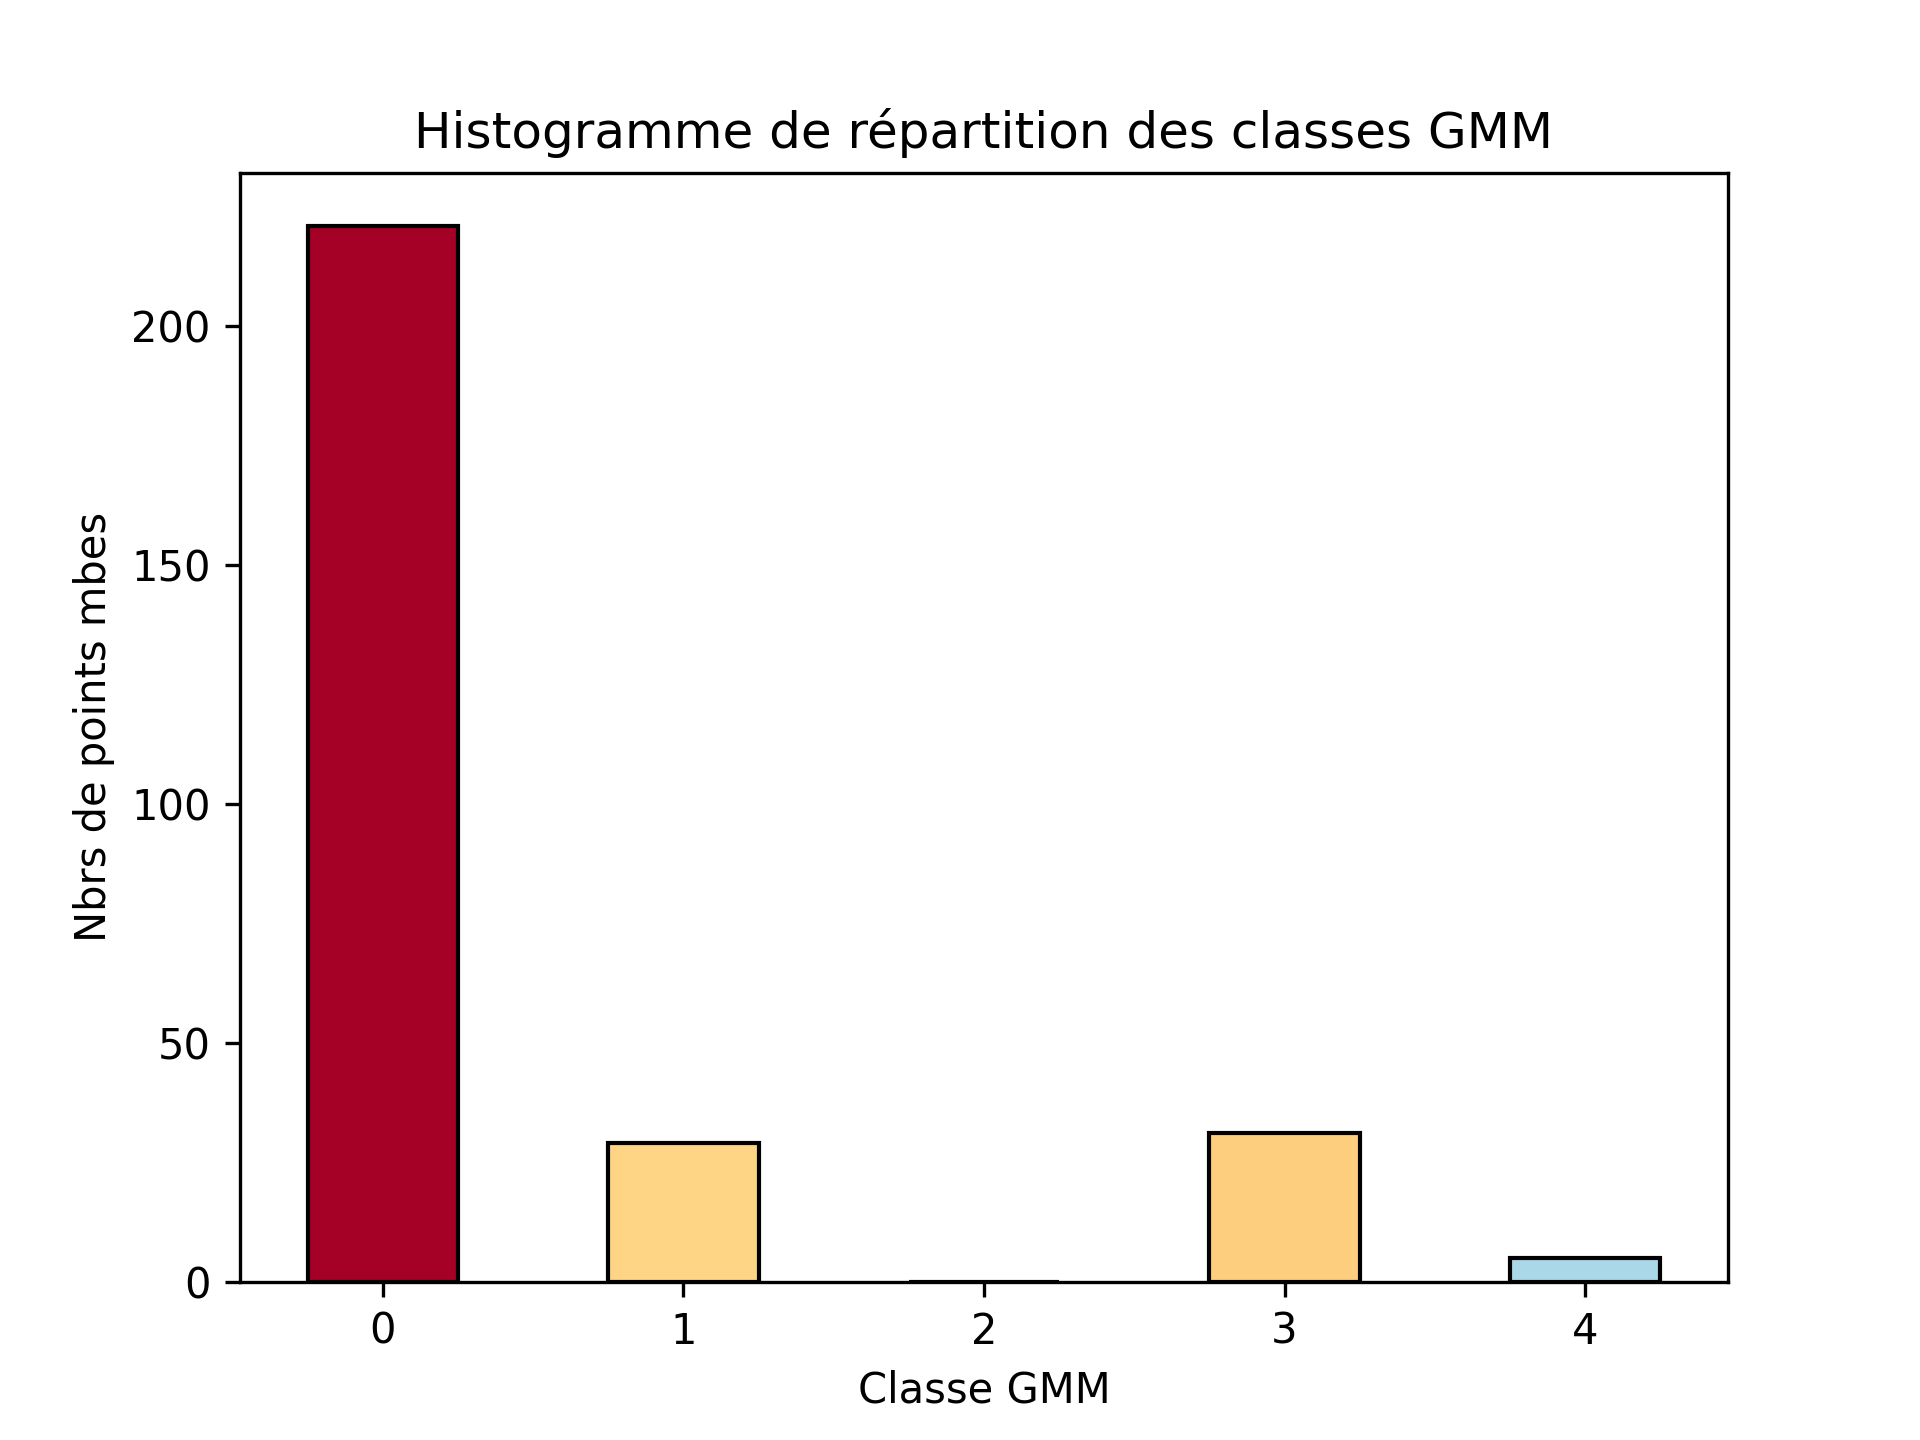 Histogramme de répartition des classes GMM
Nbrs de points mbes
200
150
100
50
0
0 1 2 3 4
Classe GMM